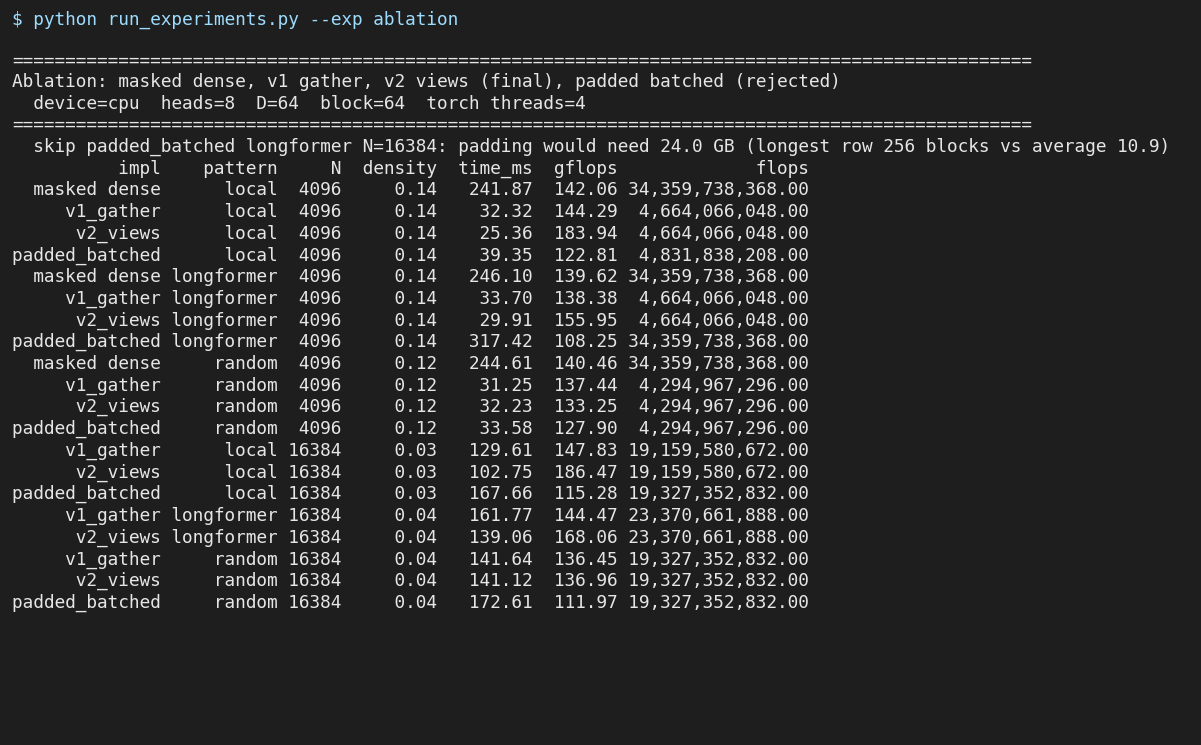 $ python run_experiments.py --exp ablation
================================================================================================
Ablation: masked dense, v1 gather, v2 views (final), padded batched (rejected)
  device=cpu  heads=8  D=64  block=64  torch threads=4
================================================================================================
  skip padded_batched longformer N=16384: padding would need 24.0 GB (longest row 256 blocks vs average 10.9)
          impl    pattern     N  density  time_ms  gflops             flops
  masked dense      local  4096     0.14   241.87  142.06 34,359,738,368.00
     v1_gather      local  4096     0.14    32.32  144.29  4,664,066,048.00
      v2_views      local  4096     0.14    25.36  183.94  4,664,066,048.00
padded_batched      local  4096     0.14    39.35  122.81  4,831,838,208.00
  masked dense longformer  4096     0.14   246.10  139.62 34,359,738,368.00
     v1_gather longformer  4096     0.14    33.70  138.38  4,664,066,048.00
      v2_views longformer  4096     0.14    29.91  155.95  4,664,066,048.00
padded_batched longformer  4096     0.14   317.42  108.25 34,359,738,368.00
  masked dense     random  4096     0.12   244.61  140.46 34,359,738,368.00
     v1_gather     random  4096     0.12    31.25  137.44  4,294,967,296.00
      v2_views     random  4096     0.12    32.23  133.25  4,294,967,296.00
padded_batched     random  4096     0.12    33.58  127.90  4,294,967,296.00
     v1_gather      local 16384     0.03   129.61  147.83 19,159,580,672.00
      v2_views      local 16384     0.03   102.75  186.47 19,159,580,672.00
padded_batched      local 16384     0.03   167.66  115.28 19,327,352,832.00
     v1_gather longformer 16384     0.04   161.77  144.47 23,370,661,888.00
      v2_views longformer 16384     0.04   139.06  168.06 23,370,661,888.00
     v1_gather     random 16384     0.04   141.64  136.45 19,327,352,832.00
      v2_views     random 16384     0.04   141.12  136.96 19,327,352,832.00
padded_batched     random 16384     0.04   172.61  111.97 19,327,352,832.00